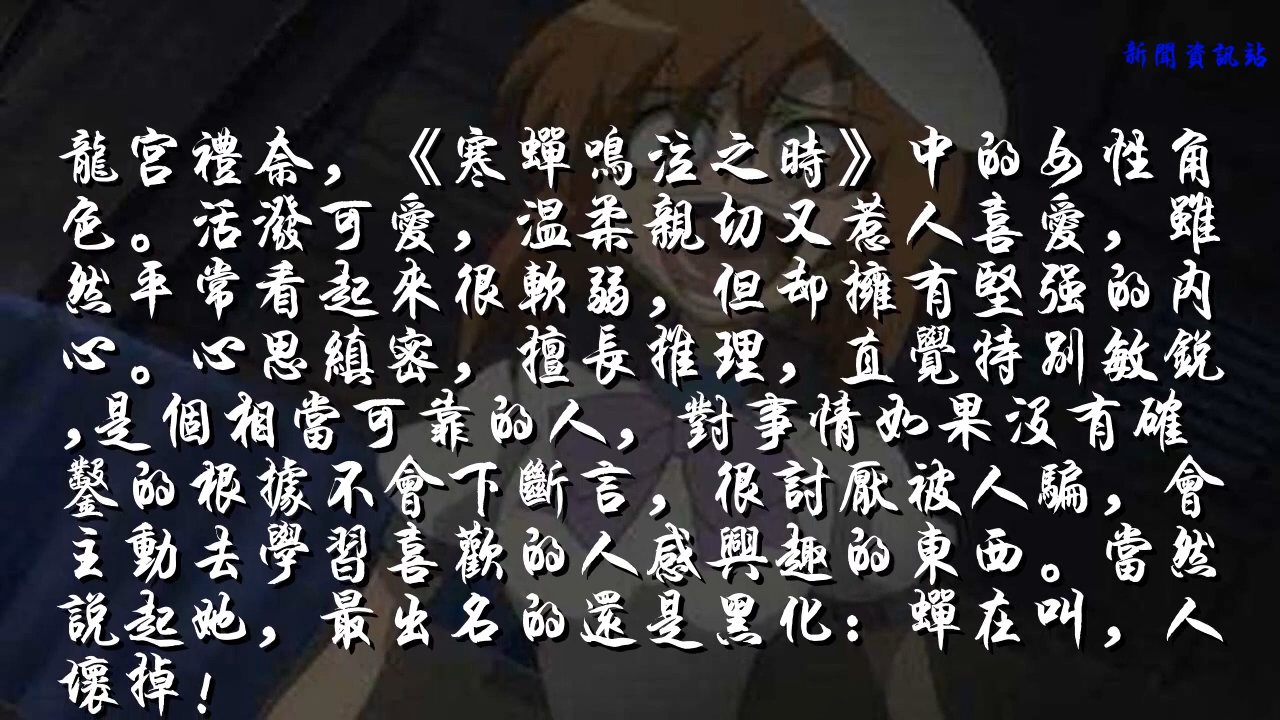 新聞資訊站
龍宮禮奈，《寒蟬鳴泣之時》中的女性角
色。活潑可愛，溫柔親切又惹人喜愛，雖
然平常看起來很軟弱，但却擁有堅強的內
心。心思縝密，擅長推理，直覺特別敏銳
,是個相當可靠的人，對事情如果沒有確
鑿的根據不會下斷言，很討厭被人騙，會
主動去學習喜歡的人感興趣的東西。當然
說起她，最出名的還是黑化：蟬在叫，人
壞掉！